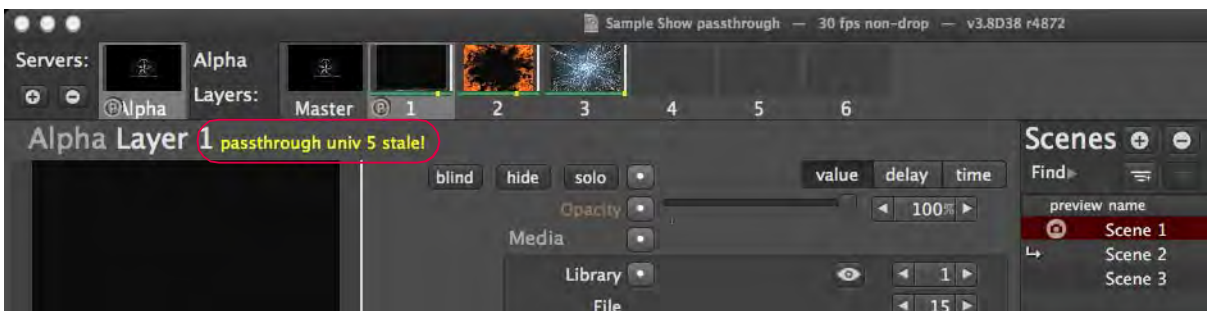 Sample Show passthrough — 30 fps non-drop — v3.8D38 r4872
Servers: Alpha
Layers:
Alpha Master P 1 2 3 4 5 6
Alpha Layer 1 passthrough univ 5 stale!
Scenes
blind hide solo value delay time Find
Opacity 100% preview name
Media Scene 1
Library 1 Scene 2
File 15 Scene 3